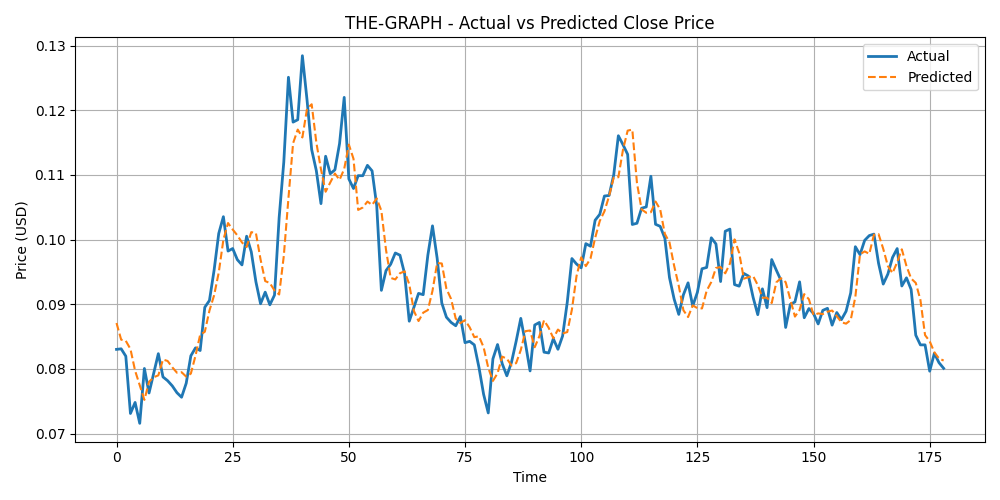 THE-GRAPH - Actual vs Predicted Close Price
Price (USD)
0.13
0.12
0.11
0.10
0.09
0.08
0.07
Actual
Predicted
0 25 50 75 100 125 150 175
Time